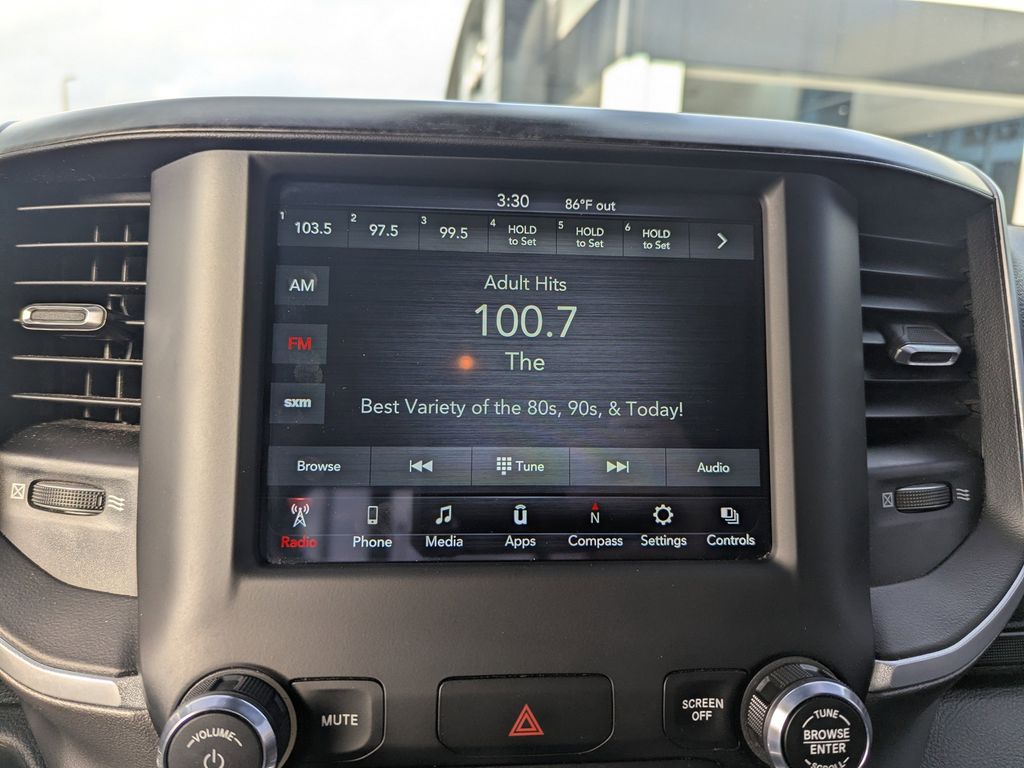 3:30 86°F out
1 103.5 2 97.5 3 99.5 4 HOLD to Set 5 HOLD to Set 6 HOLD to Set
AM
Adult Hits
100.7
FM
The
sxm
Best Variety of the 80s, 90s, & Today!
Browse Tune Audio
N
Radio Phone Media Apps Compass Settings Controls
VOLUME
MUTE
SCREEN
OFF
TUNE
BROWSE
ENTER
SCROLL